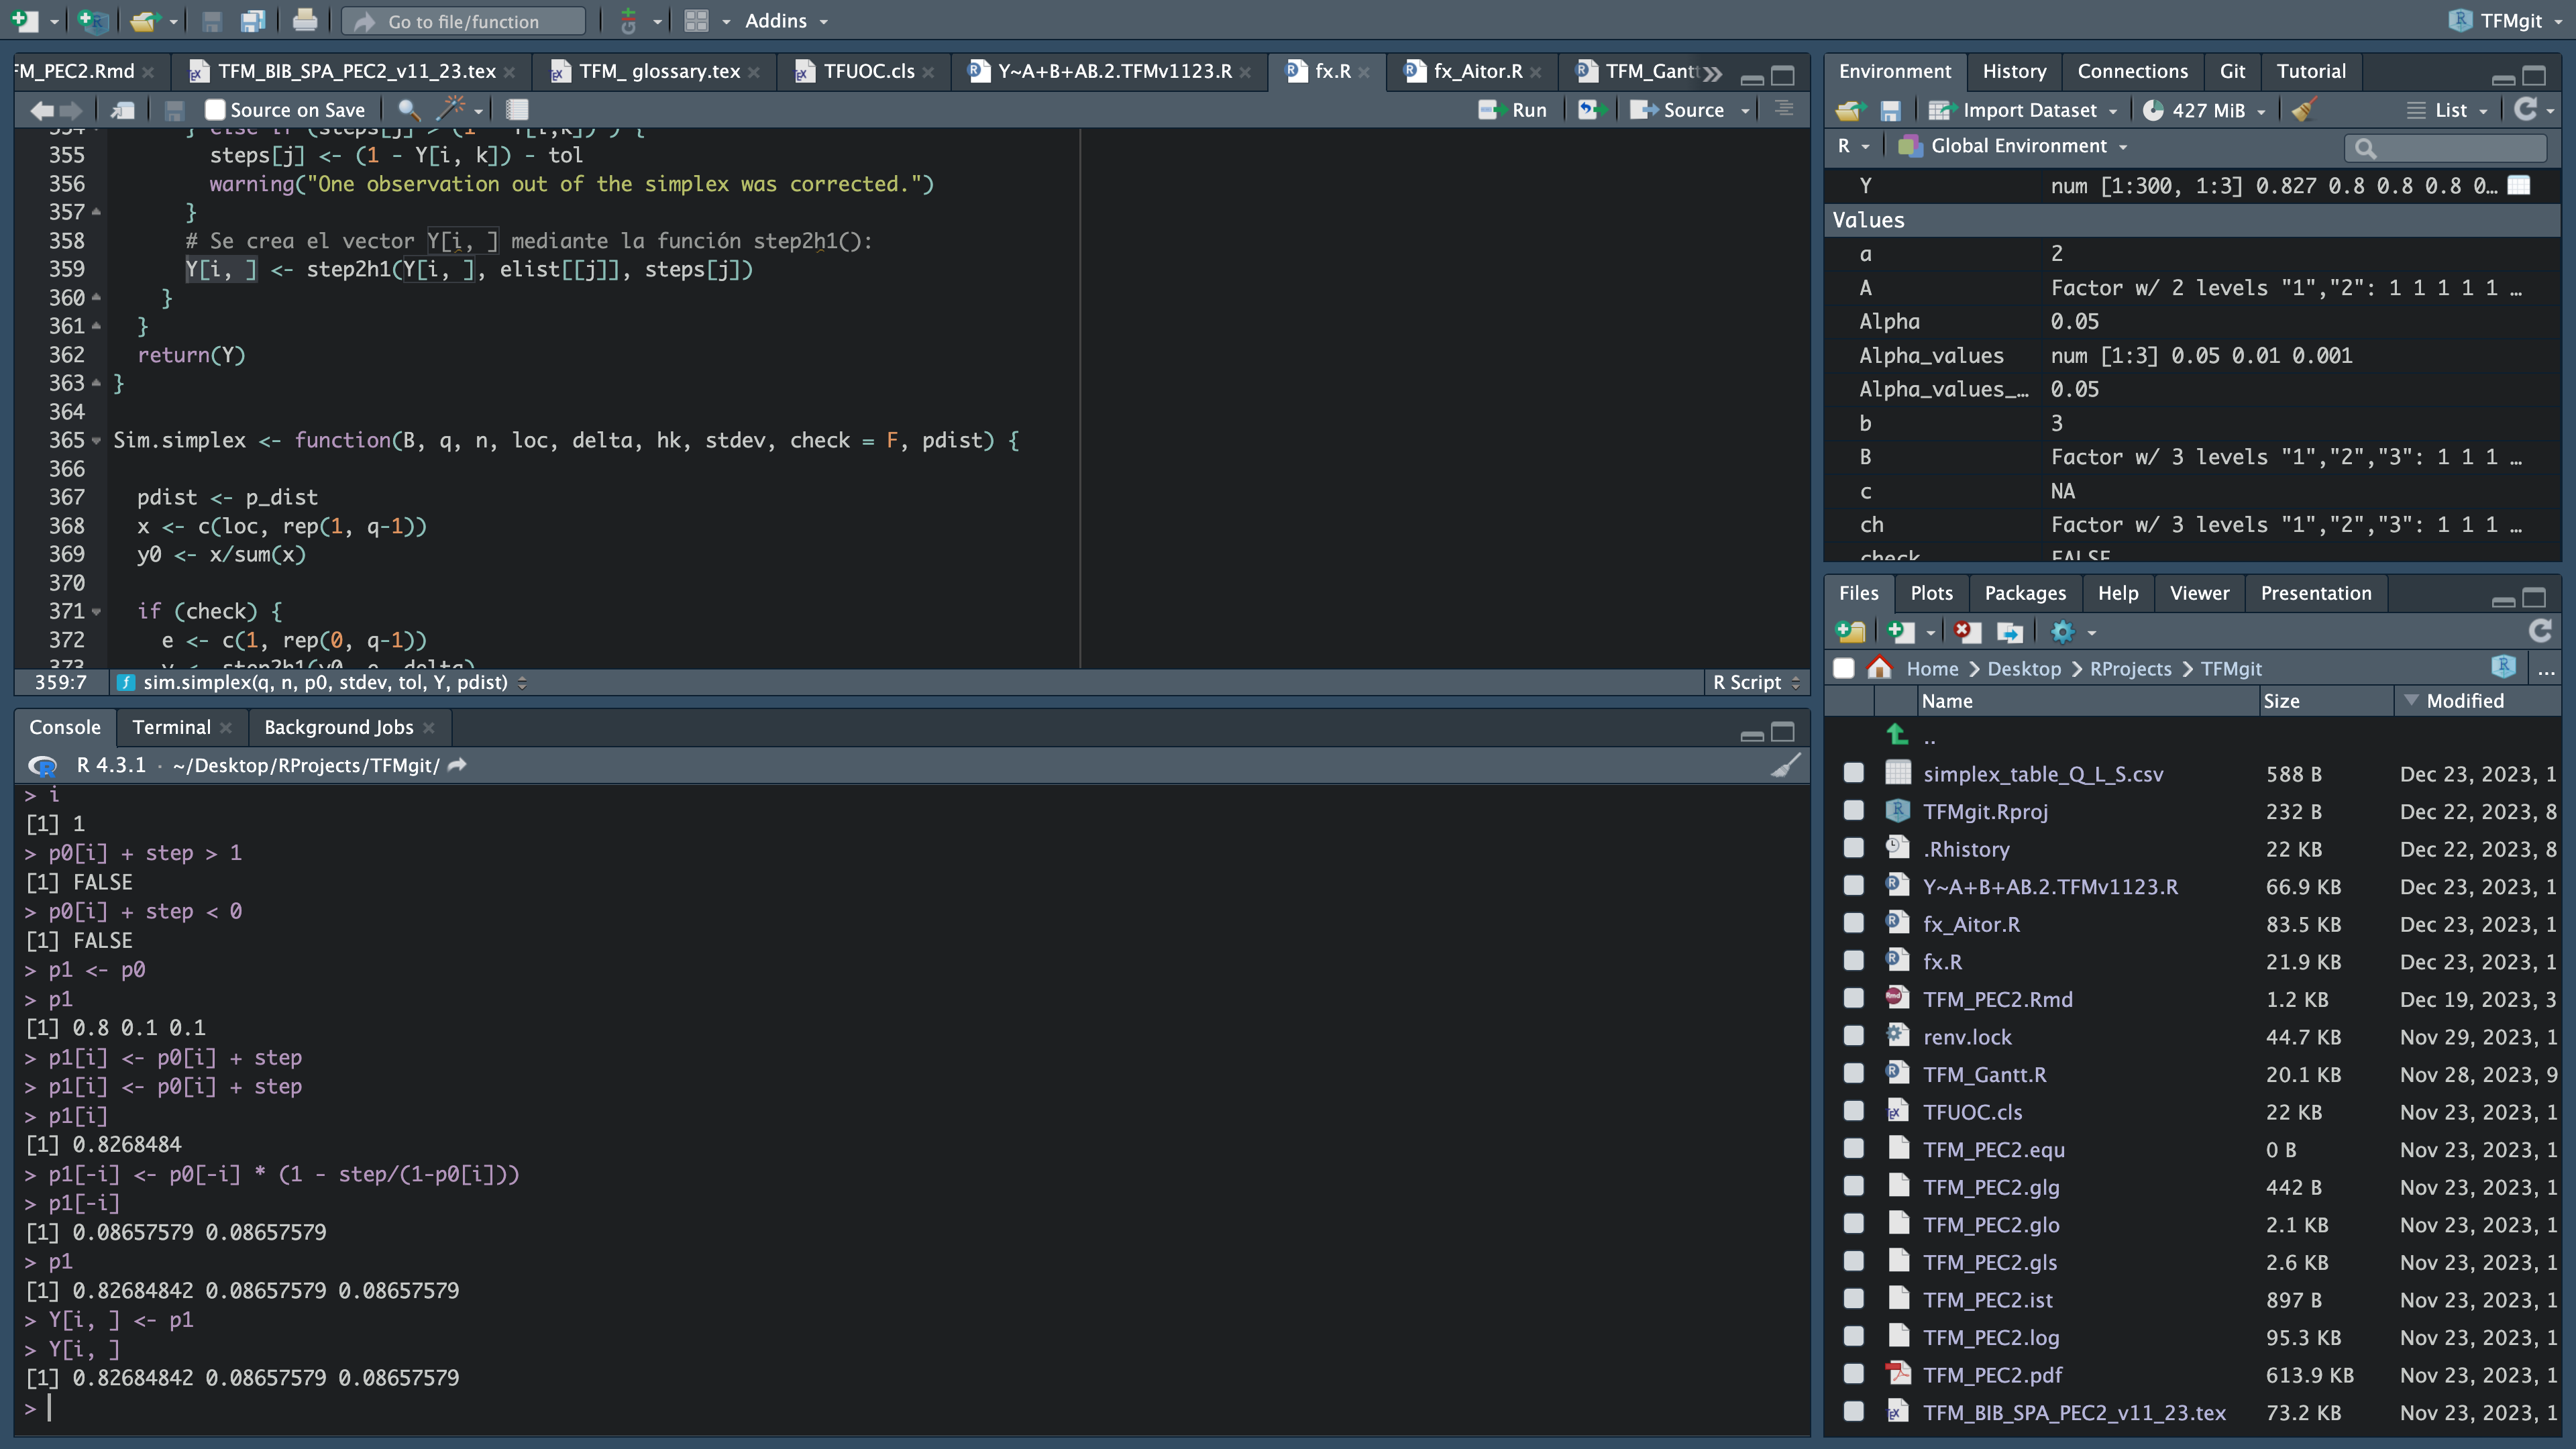 Go to file/function
Addins
TFMgit
FM_PEC2.Rmd
TFM_BIB_SPA_PEC2_v11_23.tex
TFM_ glossary.tex
TFUOC.cls
Y~A+B+AB.2.TFMv1123.R
fx.R
fx_Aitor.R
TFM_Gantt
Source on Save
Run
Source
354 } else if (steps[j] > (1 - Y[i,k]) ) {
355 steps[j] <- (1 - Y[i, k]) - tol
356 warning("One observation out of the simplex was corrected.")
357 }
358 # Se crea el vector Y[i, ] mediante la función step2h1():
359 Y[i, ] <- step2h1(Y[i, ], elist[[j]], steps[j])
360 }
361 }
362 return(Y)
363 }
364
365 Sim.simplex <- function(B, q, n, loc, delta, hk, stdev, check = F, pdist) {
366
367 pdist <- p_dist
368 x <- c(loc, rep(1, q-1))
369 y0 <- x/sum(x)
370
371 if (check) {
372 e <- c(1, rep(0, q-1))
373 y <- step2h1(y0, e, delta)
359:7 sim.simplex(q, n, p0, stdev, tol, Y, pdist)
R Script
Console
Terminal
Background Jobs
R 4.3.1 · ~/Desktop/RProjects/TFMgit/
> i
[1] 1
> p0[i] + step > 1
[1] FALSE
> p0[i] + step < 0
[1] FALSE
> p1 <- p0
> p1
[1] 0.8 0.1 0.1
> p1[i] <- p0[i] + step
> p1[i] <- p0[i] + step
> p1[i]
[1] 0.8268484
> p1[-i] <- p0[-i] * (1 - step/(1-p0[i]))
> p1[-i]
[1] 0.08657579 0.08657579
> p1
[1] 0.82684842 0.08657579 0.08657579
> Y[i, ] <- p1
> Y[i, ]
[1] 0.82684842 0.08657579 0.08657579
>
Environment
History
Connections
Git
Tutorial
Import Dataset
427 MiB
List
R
Global Environment
Y num [1:300, 1:3] 0.827 0.8 0.8 0.8 0…
Values
a 2
A Factor w/ 2 levels "1","2": 1 1 1 1 1 …
Alpha 0.05
Alpha_values num [1:3] 0.05 0.01 0.001
Alpha_values_… 0.05
b 3
B Factor w/ 3 levels "1","2","3": 1 1 1 …
c NA
ch Factor w/ 3 levels "1","2","3": 1 1 1 …
check FALSE
Files
Plots
Packages
Help
Viewer
Presentation
Home > Desktop > RProjects > TFMgit
...
Name Size Modified
..
simplex_table_Q_L_S.csv 588 B Dec 23, 2023, 1
TFMgit.Rproj 232 B Dec 22, 2023, 8
.Rhistory 22 KB Dec 22, 2023, 8
Y~A+B+AB.2.TFMv1123.R 66.9 KB Dec 23, 2023, 1
fx_Aitor.R 83.5 KB Dec 23, 2023, 1
fx.R 21.9 KB Dec 23, 2023, 1
TFM_PEC2.Rmd 1.2 KB Dec 19, 2023, 3
renv.lock 44.7 KB Nov 29, 2023, 1
TFM_Gantt.R 20.1 KB Nov 28, 2023, 9
TFUOC.cls 22 KB Nov 23, 2023, 1
TFM_PEC2.equ 0 B Nov 23, 2023, 1
TFM_PEC2.glg 442 B Nov 23, 2023, 1
TFM_PEC2.glo 2.1 KB Nov 23, 2023, 1
TFM_PEC2.gls 2.6 KB Nov 23, 2023, 1
TFM_PEC2.ist 897 B Nov 23, 2023, 1
TFM_PEC2.log 95.3 KB Nov 23, 2023, 1
TFM_PEC2.pdf 613.9 KB Nov 23, 2023, 1
TFM_BIB_SPA_PEC2_v11_23.tex 73.2 KB Nov 23, 2023, 1